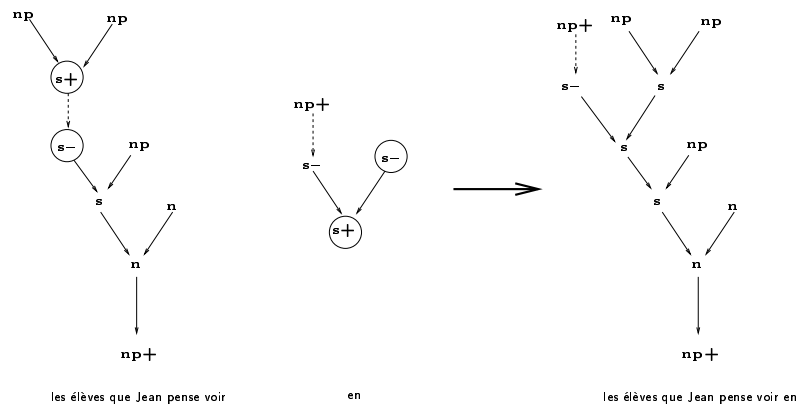 np np
s+
s−
np
s
n
n
np+
les élèves que Jean pense voir
np+
s−
s−
s+
en
np+
np
np
s−
s
s
np
s
n
n
np+
les élèves que Jean pense voir en